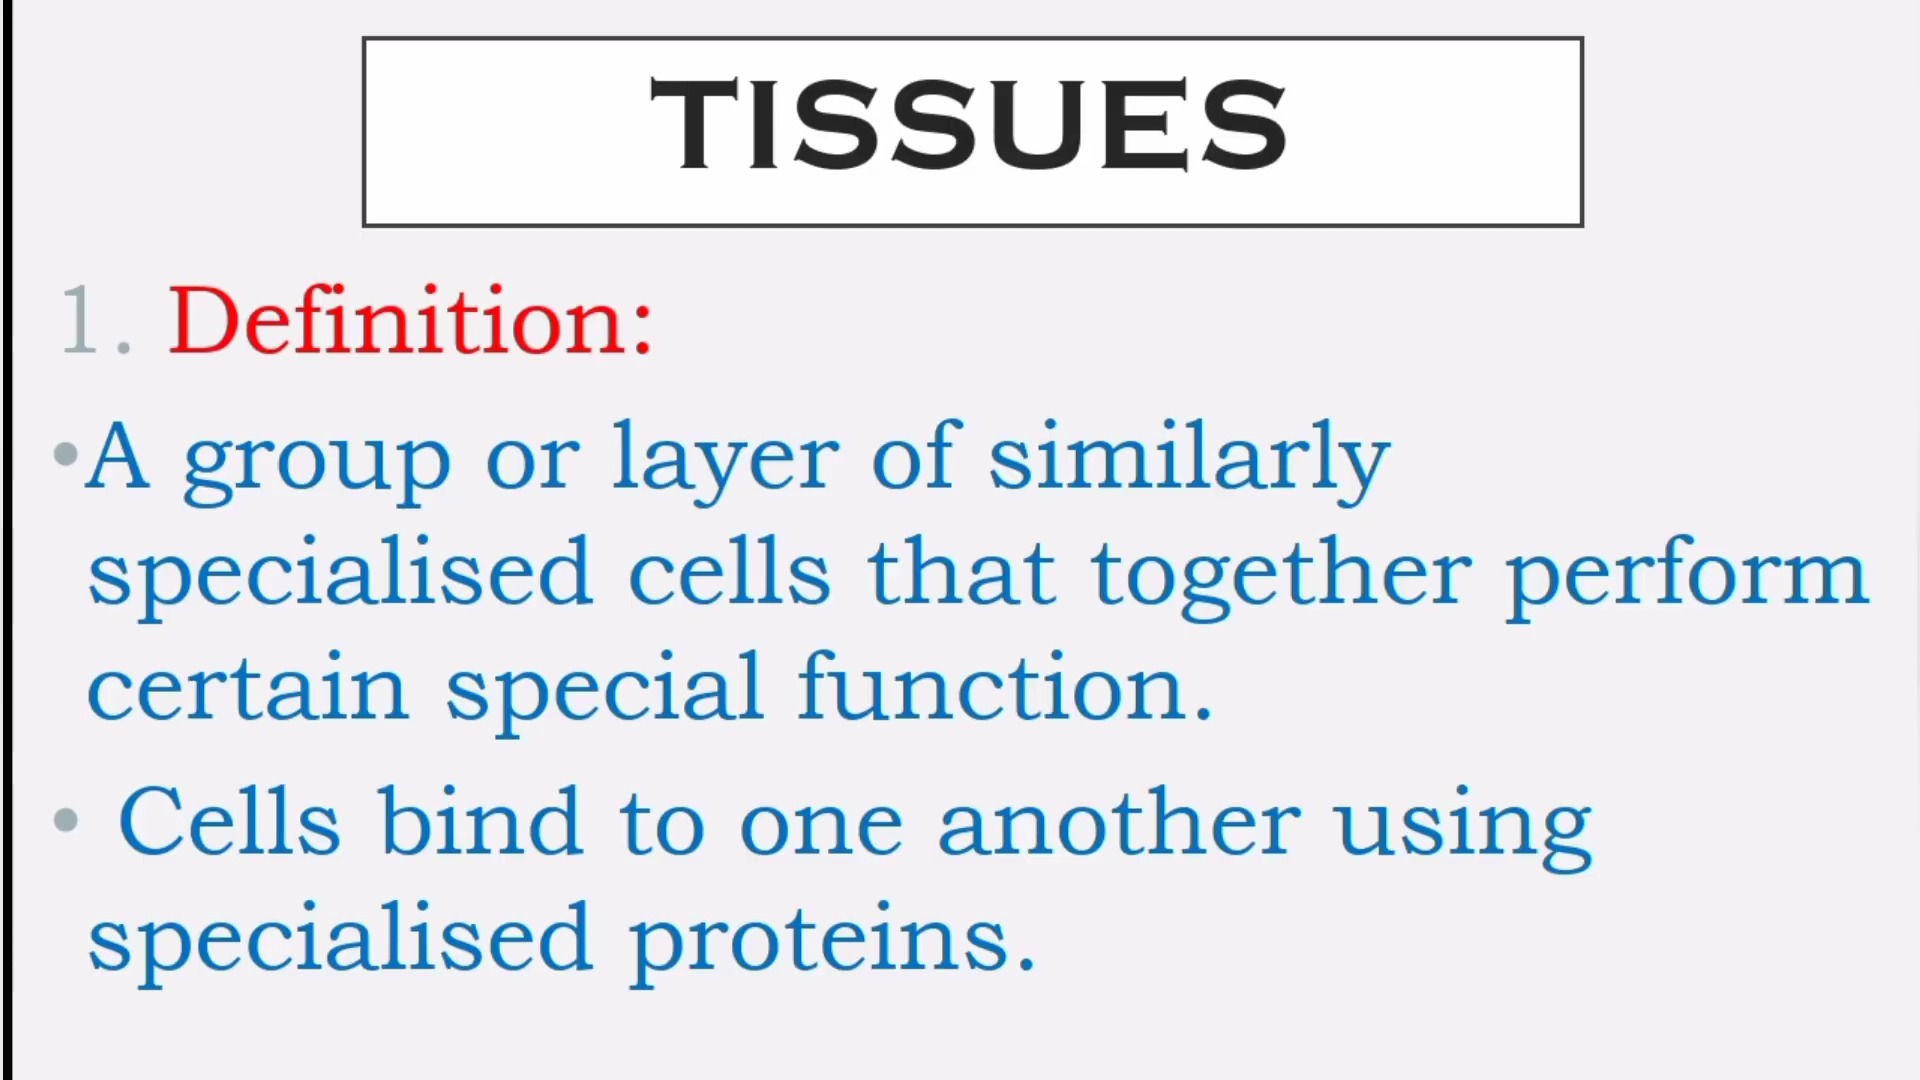 TISSUES
1. Definition:
•A group or layer of similarly
specialised cells that together perform
certain special function.
• Cells bind to one another using
specialised proteins.